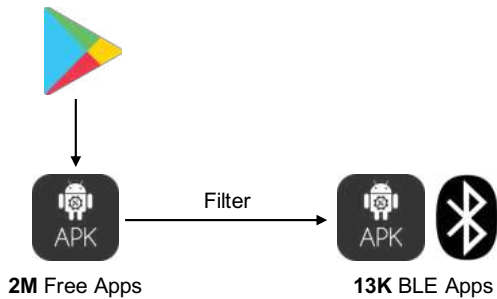 Filter
APK
APK
2M Free Apps
13K BLE Apps